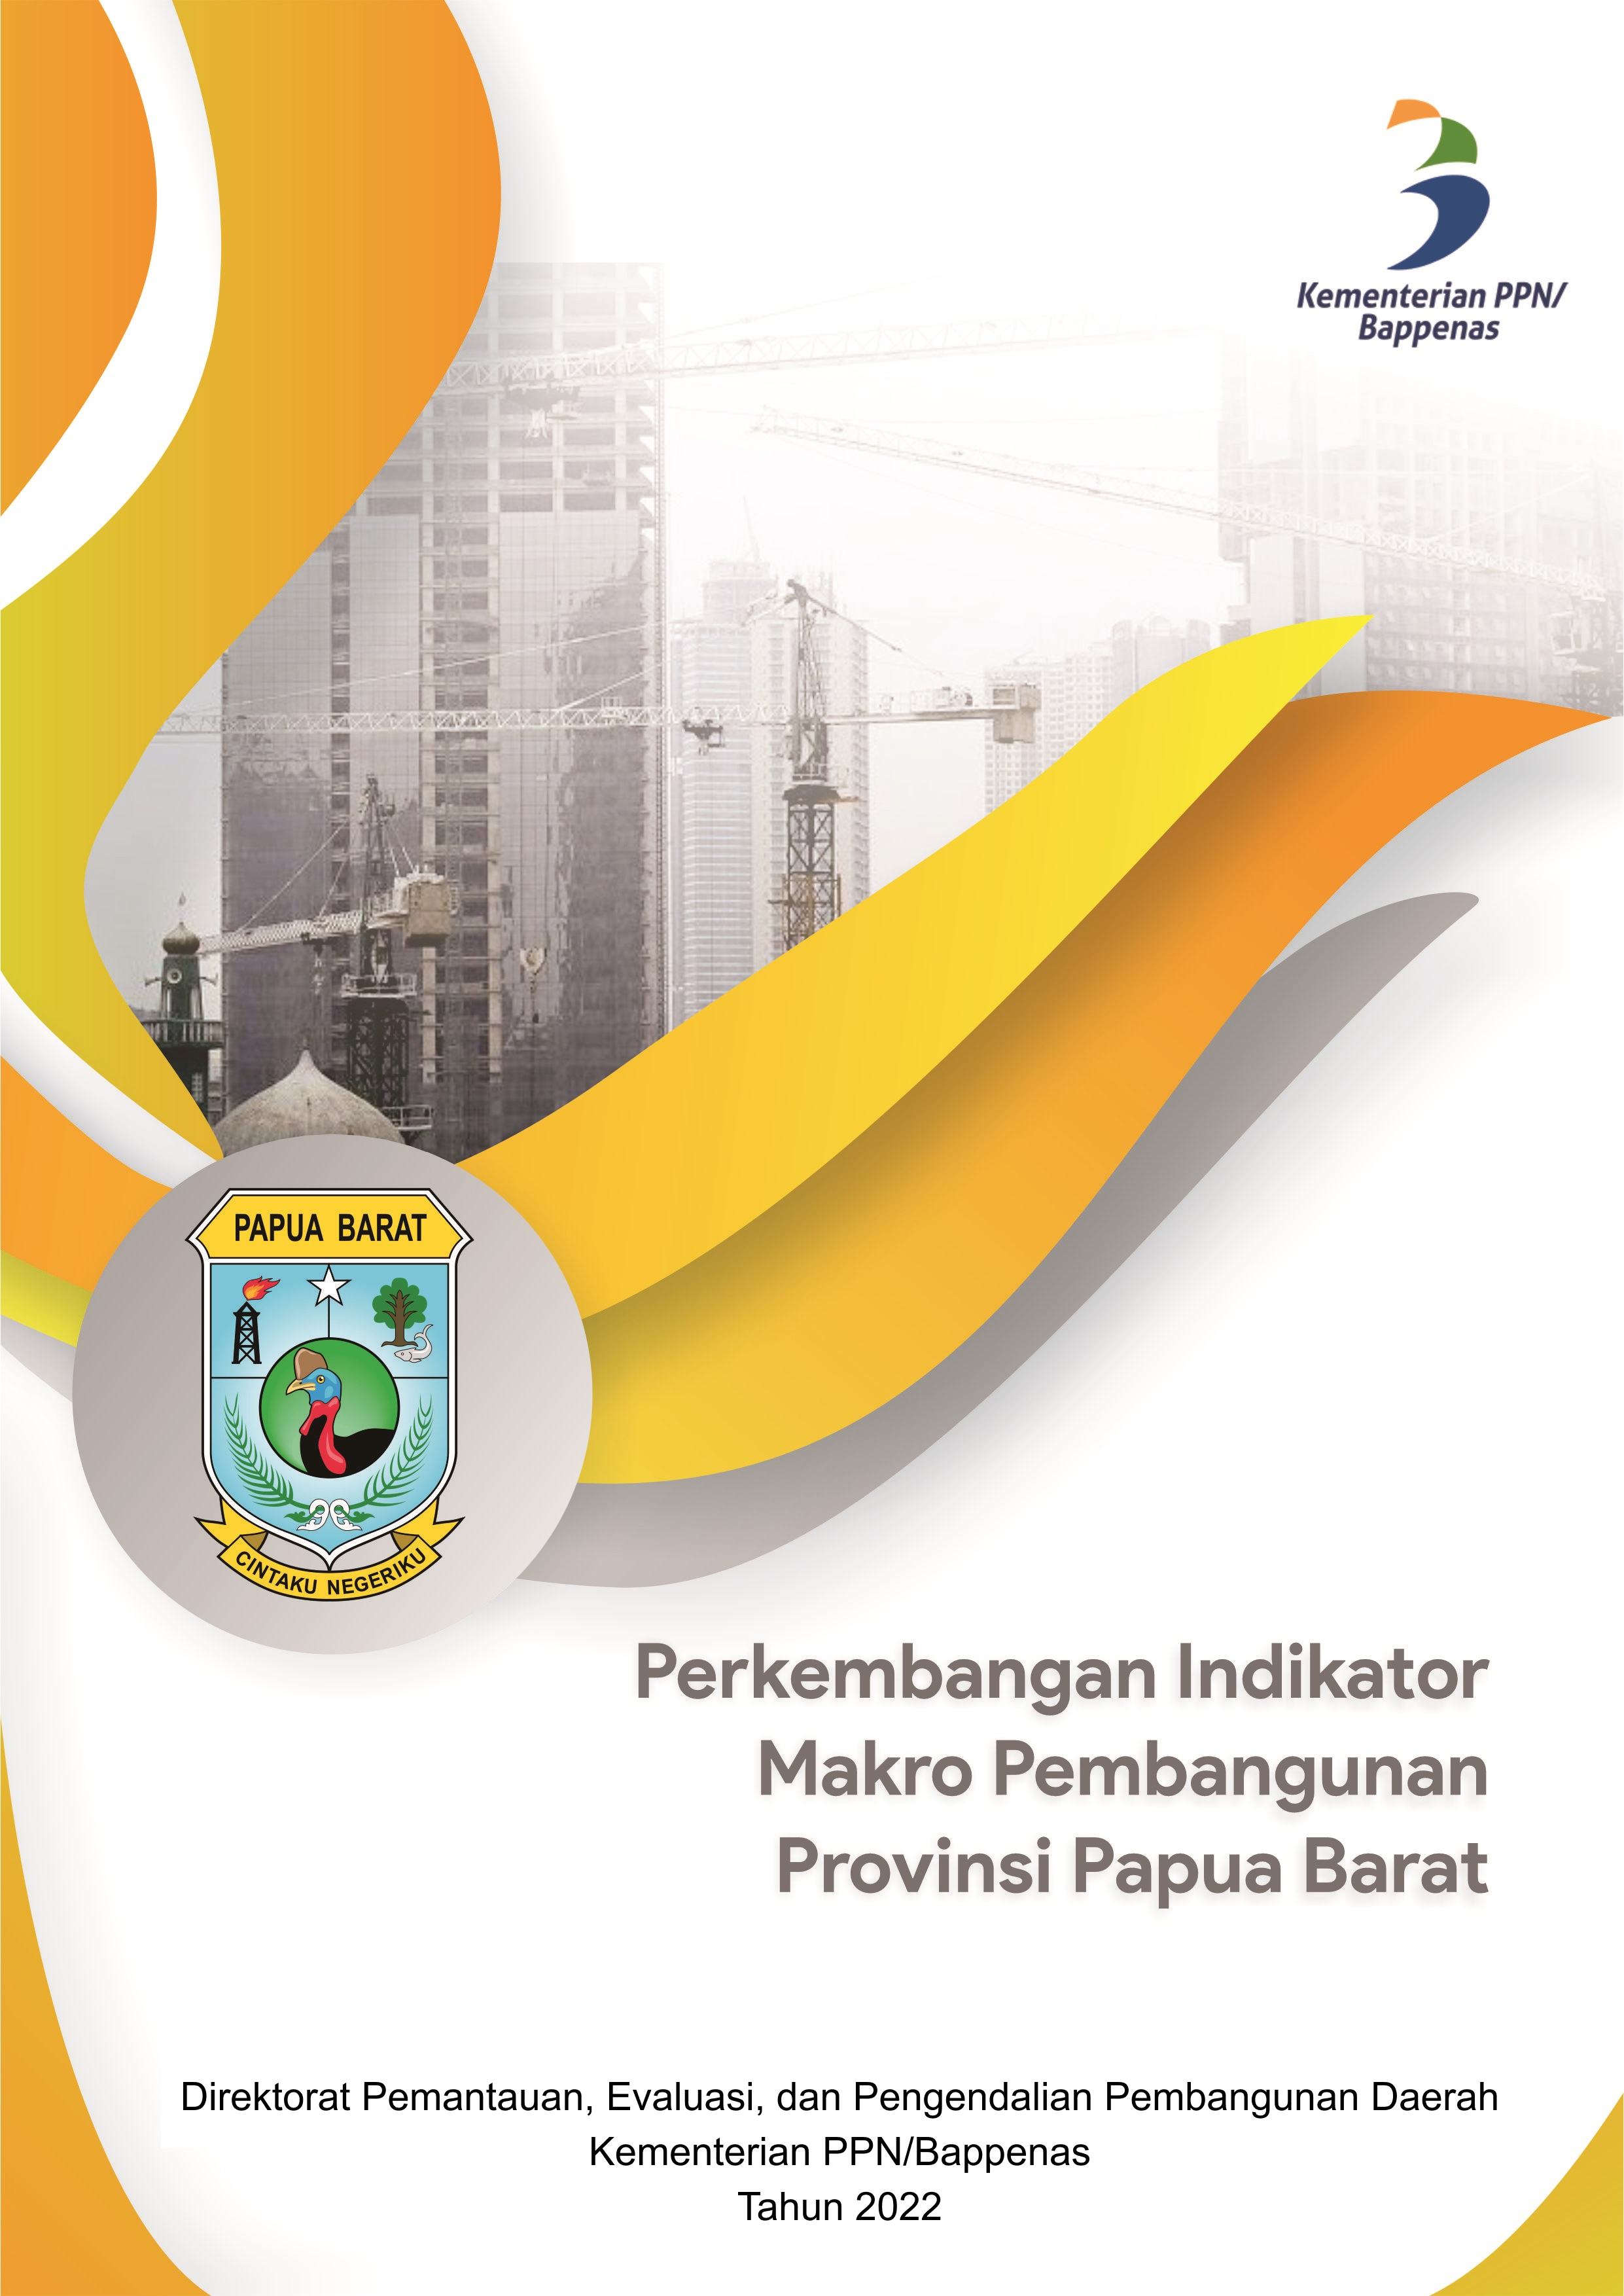 Kementerian PPN/
Bappenas
PAPUA BARAT
CINTAKU NEGERIKU
Perkembangan Indikator
Makro Pembangunan
Provinsi Papua Barat
Direktorat Pemantauan, Evaluasi, dan Pengendalian Pembangunan Daerah
Kementerian PPN/Bappenas
Tahun 2022